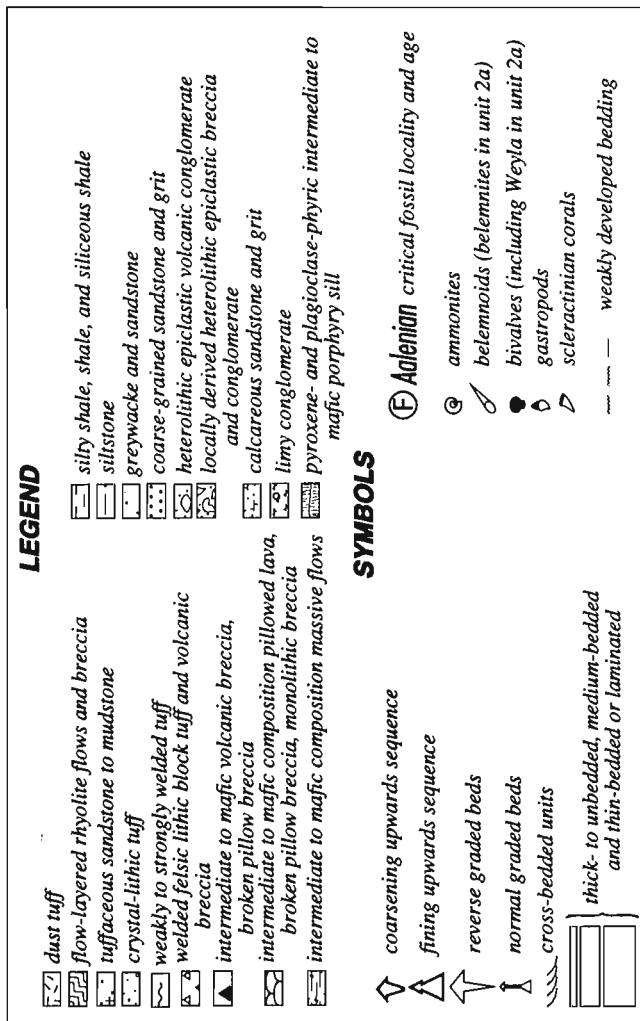 LEGEND
dust tuff
flow-layered rhyolite flows and breccia
tuffaceous sandstone to mudstone
crystal-lithic tuff
weakly to strongly welded tuff
welded felsic lithic block tuff and volcanic
breccia
intermediate to mafic volcanic breccia,
broken pillow breccia
intermediate to mafic composition pillowed lava,
broken pillow breccia, monolithic breccia
intermediate to mafic composition massive flows
silty shale, shale, and siliceous shale
siltstone
greywacke and sandstone
coarse-grained sandstone and grit
heterolithic epiclastic volcanic conglomerate
locally derived heterolithic epiclastic breccia
and conglomerate
calcareous sandstone and grit
limy conglomerate
pyroxene- and plagioclase-phyric intermediate to
mafic porphyry sill
SYMBOLS
coarsening upwards sequence
fining upwards sequence
reverse graded beds
normal graded beds
cross-bedded units
thick- to unbedded, medium-bedded
and thin-bedded or laminated
F Aalenian critical fossil locality and age
ammonites
belemnoids (belemnites in unit 2a)
bivalves (including Weyla in unit 2a)
gastropods
scleractinian corals
weakly developed bedding